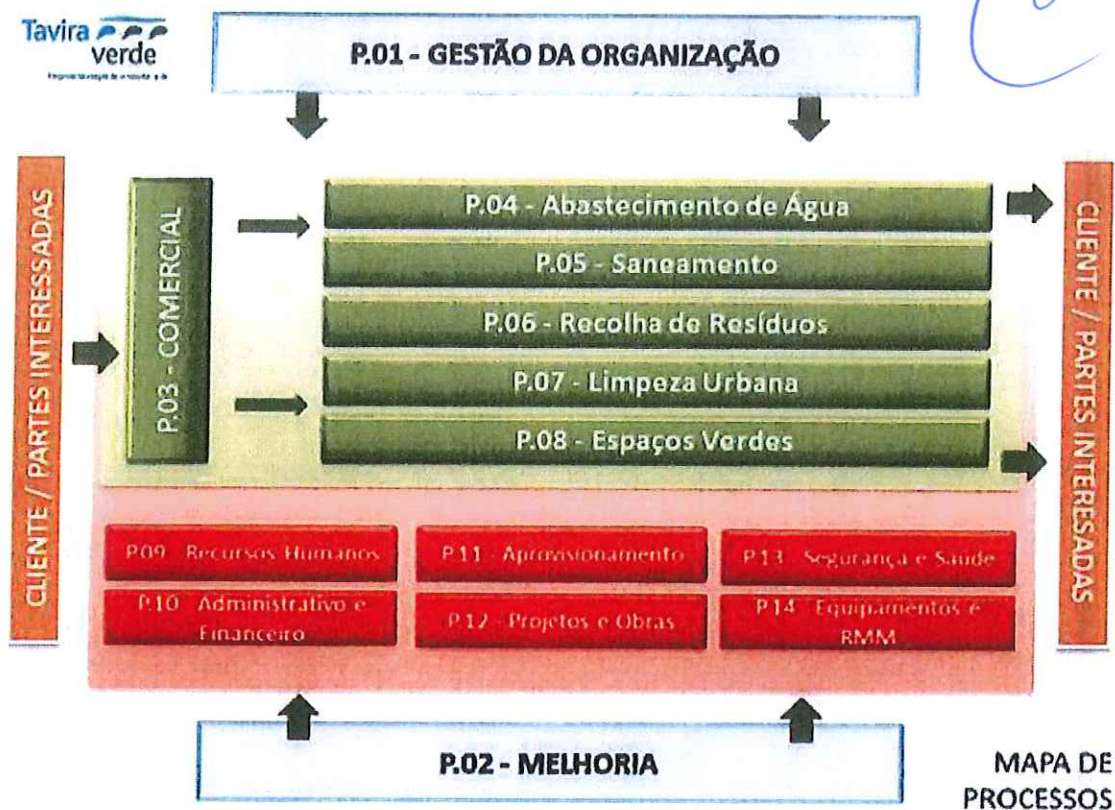 Tavira
verde
P.01 - GESTÃO DA ORGANIZAÇÃO
CLIENTE / PARTES INTERESSADAS
P.03 - COMERCIAL
P.04 - Abastecimento de Água
P.05 - Saneamento
P.06 - Recolha de Resíduos
P.07 - Limpeza Urbana
P.08 - Espaços Verdes
CLIENTE / PARTES INTERESADAS
P.09 - Recursos Humanos
P.11 - Aprovisionamento
P.13 - Segurança e Saúde
P.10 - Administrativo e
Financeiro
P.12 - Projetos e Obras
P.14 - Equipamentos e
RMM
P.02 - MELHORIA
MAPA DE
PROCESSOS